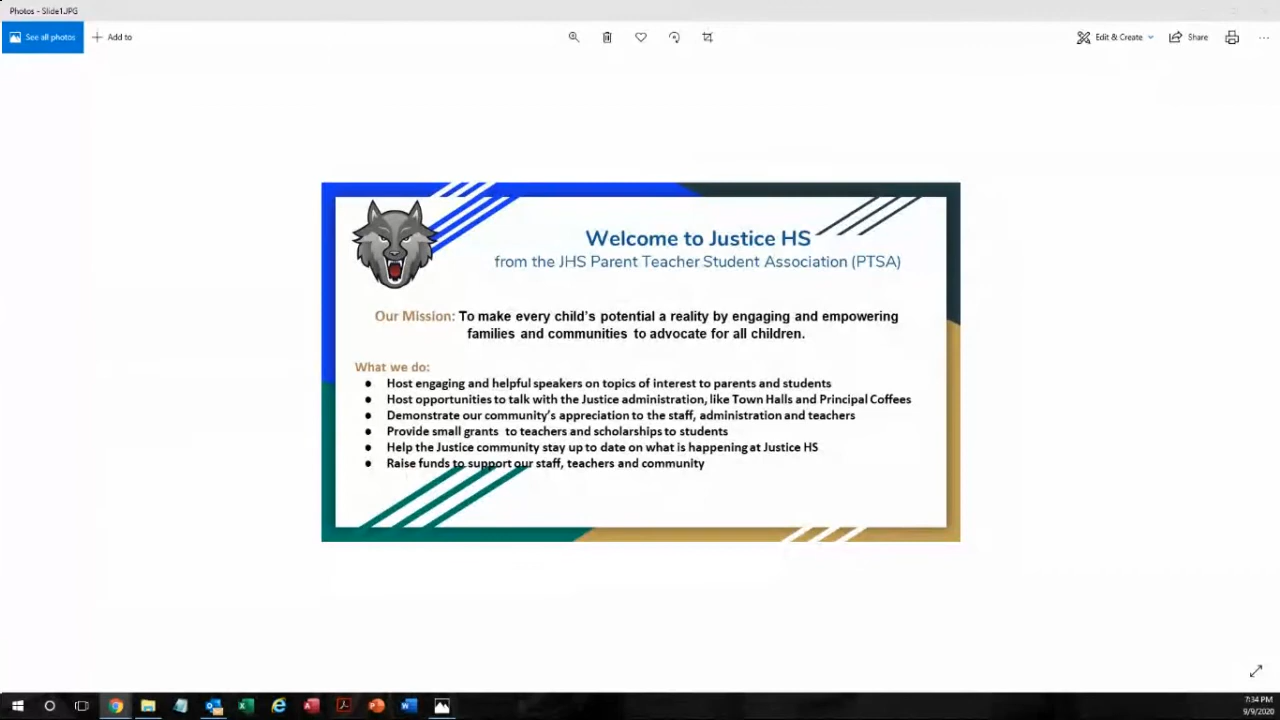 Photos - Slide1.JPG
See all photos
Add to
Edit & Create
Share
Welcome to Justice HS
from the JHS Parent Teacher Student Association (PTSA)
Our Mission: To make every child's potential a reality by engaging and empowering
families and communities to advocate for all children.
What we do:
● Host engaging and helpful speakers on topics of interest to parents and students
● Host opportunities to talk with the Justice administration, like Town Halls and Principal Coffees
● Demonstrate our community's appreciation to the staff, administration and teachers
● Provide small grants to teachers and scholarships to students
● Help the Justice community stay up to date on what is happening at Justice HS
● Raise funds to support our staff, teachers and community
7:34 PM
9/9/2020